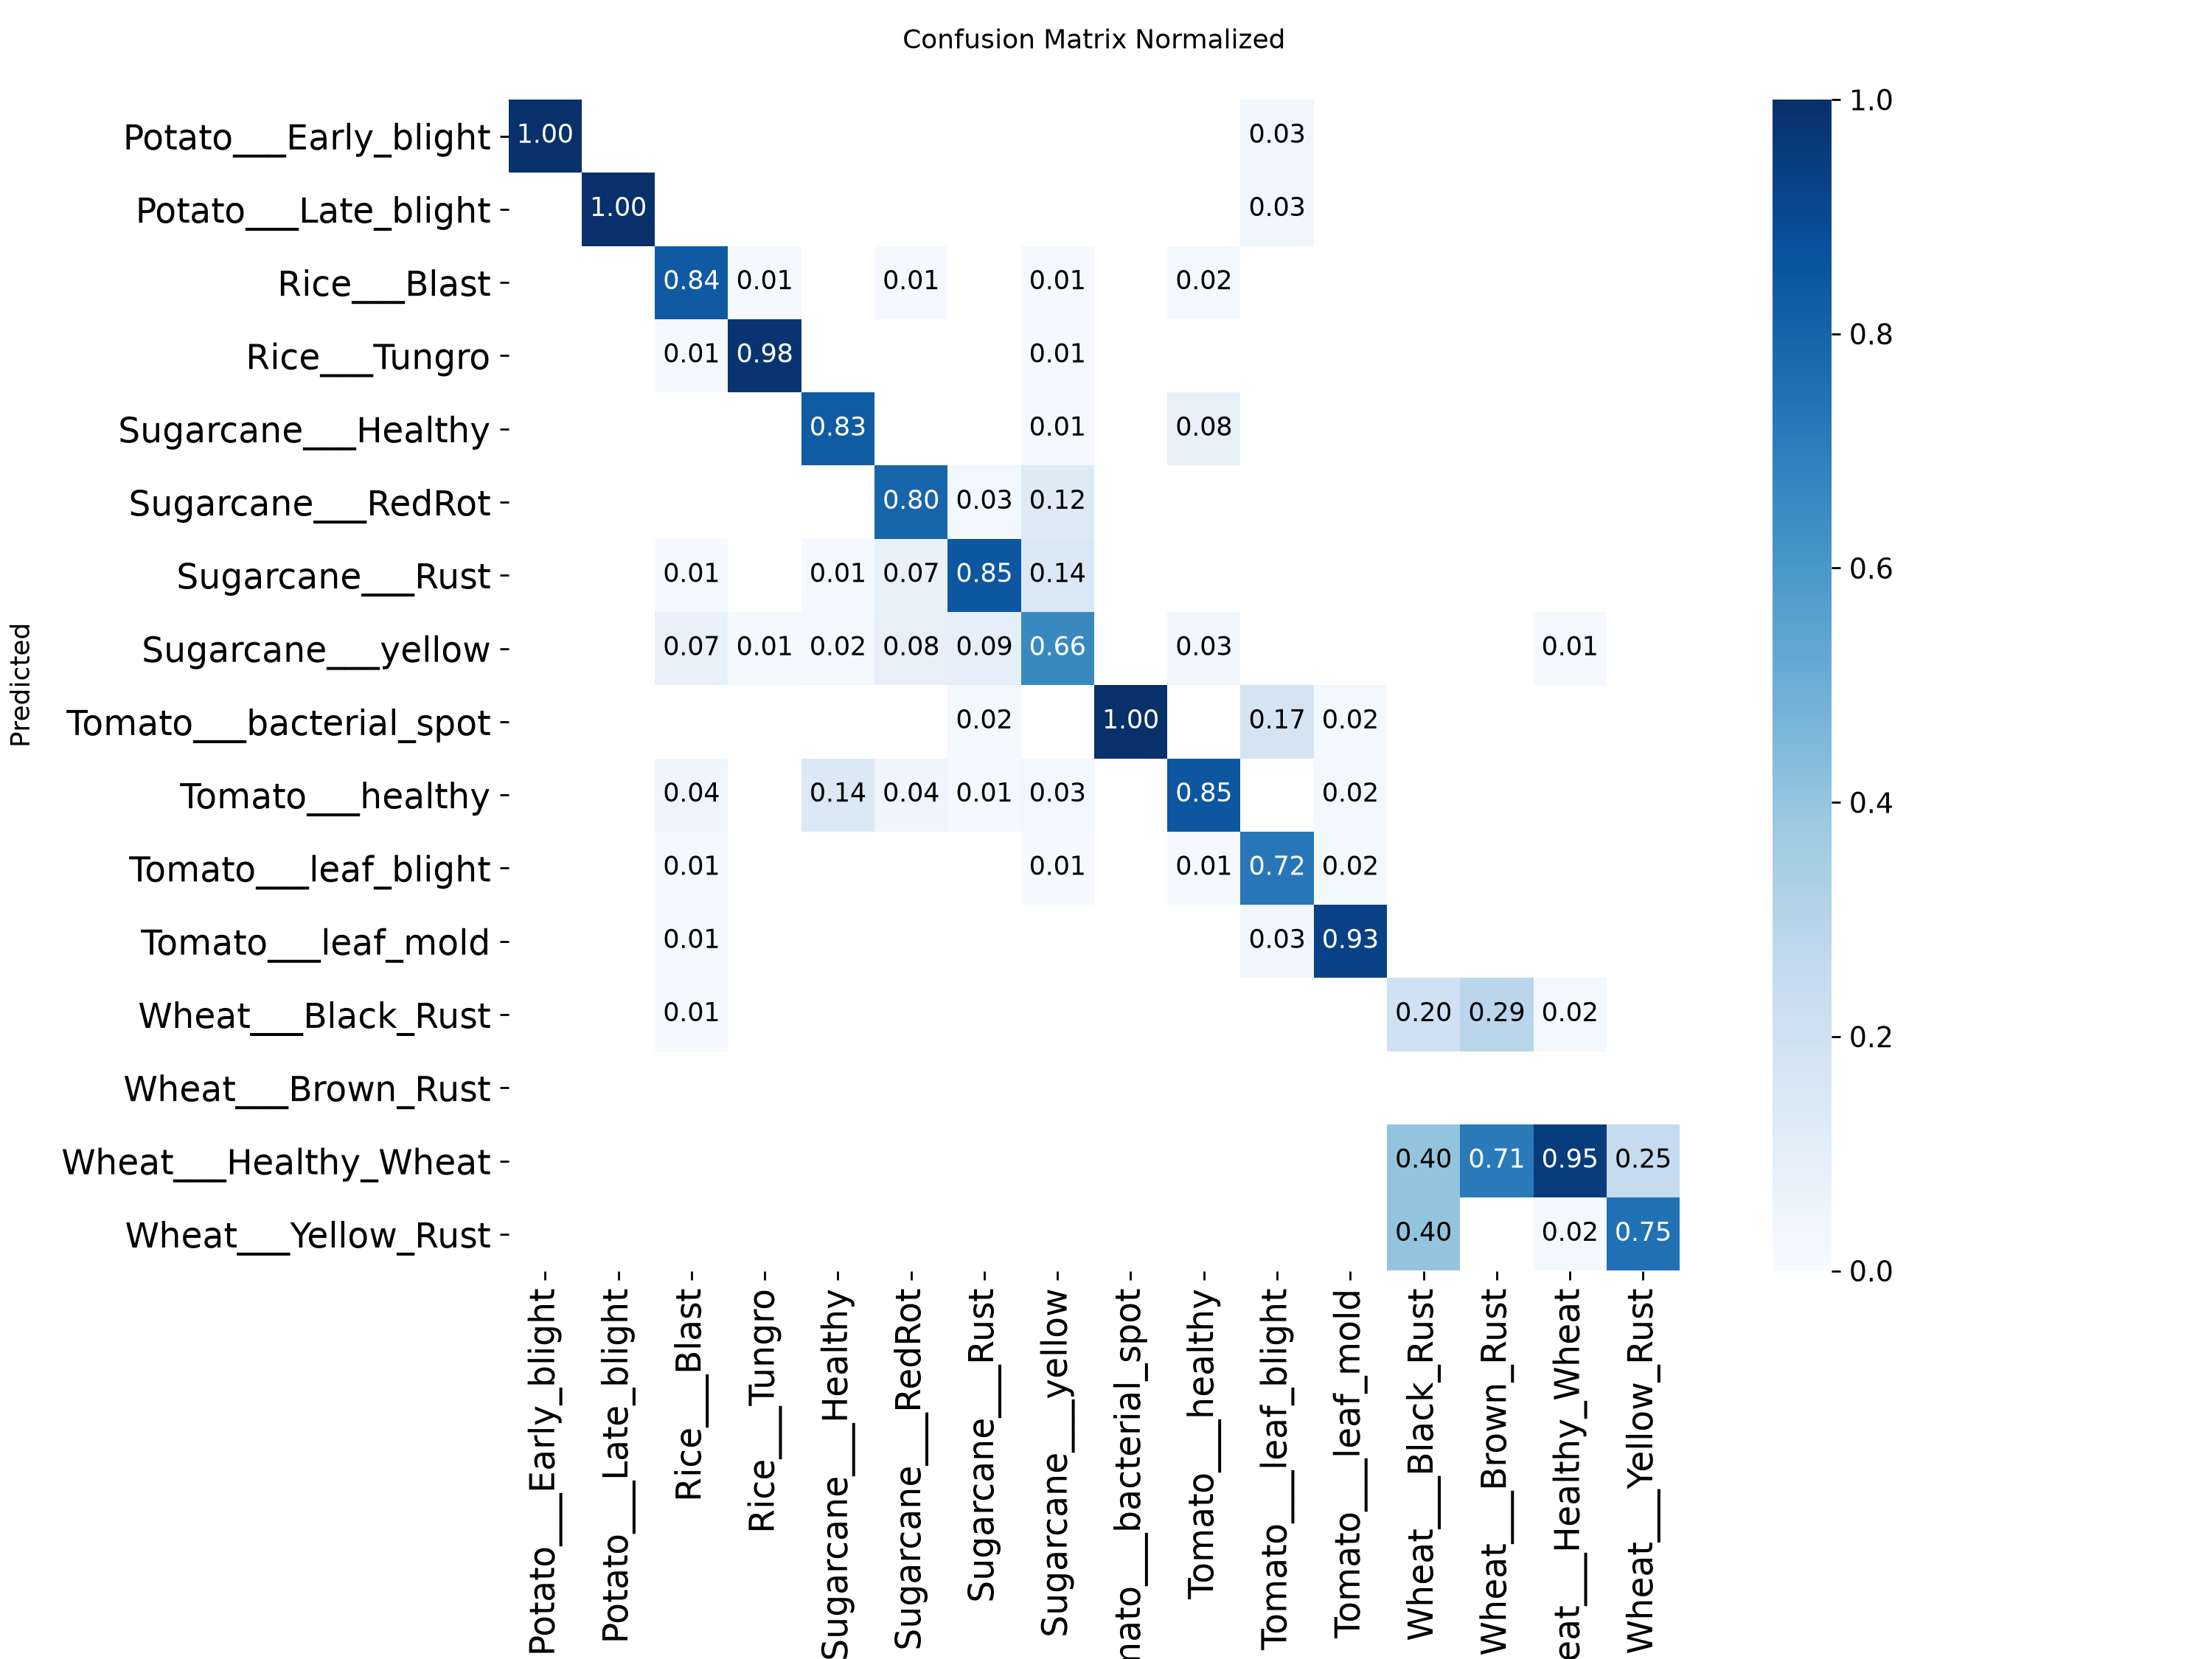 Confusion Matrix Normalized
Potato___Early_blight 1.00 0.03 1.0
Potato___Late_blight 1.00 0.03
Rice___Blast 0.84 0.01 0.01 0.01 0.02
0.8
Rice___Tungro 0.01 0.98 0.01
Sugarcane___Healthy 0.83 0.01 0.08
Sugarcane___RedRot 0.80 0.03 0.12
Sugarcane___Rust 0.01 0.01 0.07 0.85 0.14 0.6
Predicted
Sugarcane___yellow 0.07 0.01 0.02 0.08 0.09 0.66 0.03 0.01
Tomato___bacterial_spot 0.02 1.00 0.17 0.02
Tomato___healthy 0.04 0.14 0.04 0.01 0.03 0.85 0.02 0.4
Tomato___leaf_blight 0.01 0.01 0.01 0.72 0.02
Tomato___leaf_mold 0.01 0.03 0.93
Wheat___Black_Rust 0.01 0.20 0.29 0.02
0.2
Wheat___Brown_Rust
Wheat___Healthy_Wheat 0.40 0.71 0.95 0.25
Wheat___Yellow_Rust 0.40 0.02 0.75
0.0
Potato___Early_blight
Potato___Late_blight
Rice___Blast
Rice___Tungro
Sugarcane___Healthy
Sugarcane___RedRot
Sugarcane___Rust
Sugarcane___yellow
mato___bacterial_spot
Tomato___healthy
Tomato___leaf_blight
Tomato___leaf_mold
Wheat___Black_Rust
Wheat___Brown_Rust
eat___Healthy_Wheat
Wheat___Yellow_Rust